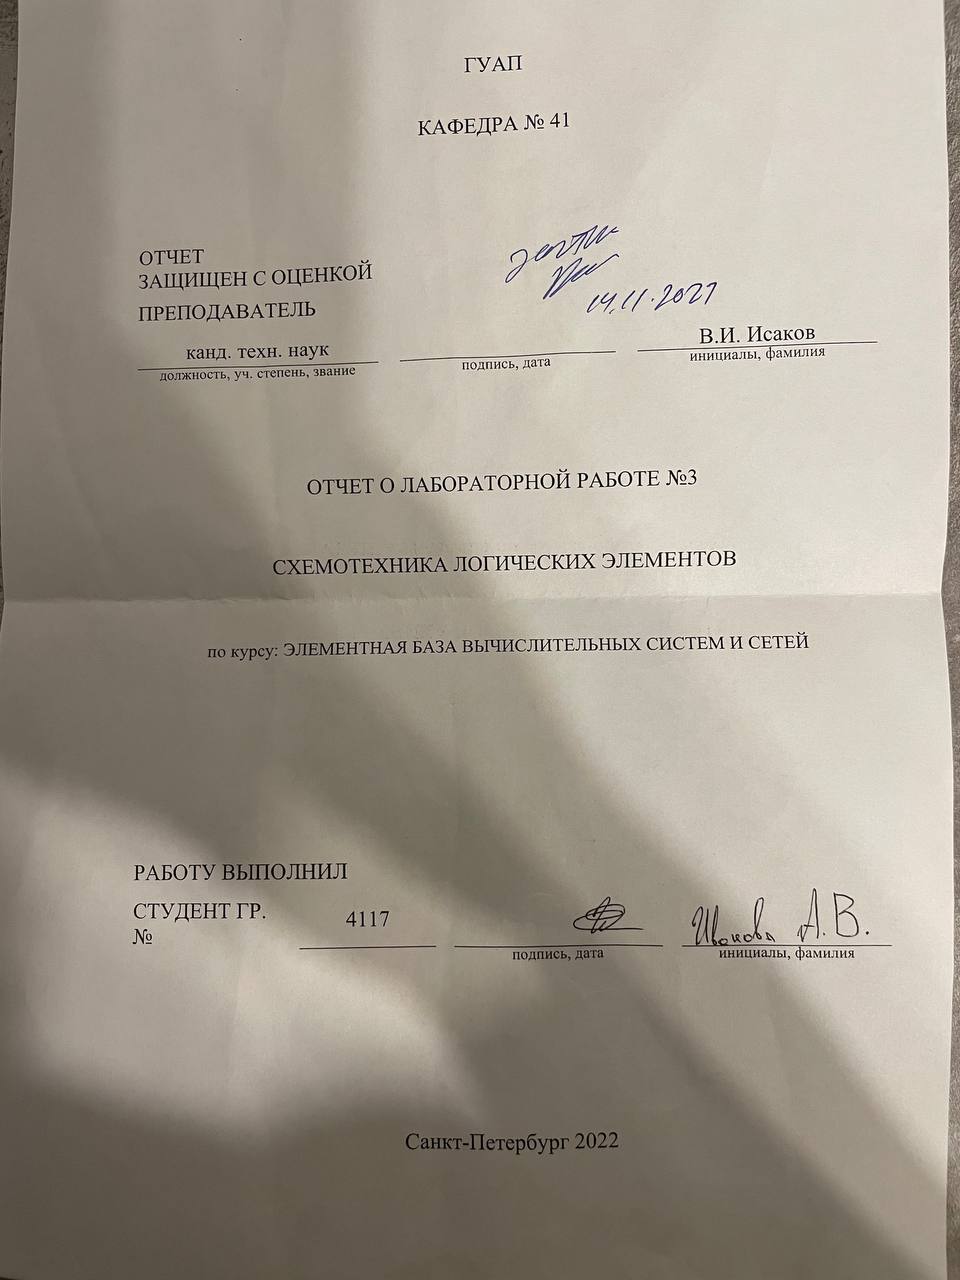 ГУАП
КАФЕДРА № 41
ОТЧЕТ
ЗАЩИЩЕН С ОЦЕНКОЙ
ПРЕПОДАВАТЕЛЬ
14.11.2021
канд. техн. наук
В.И. Исаков
должность, уч. степень, звание
подпись, дата
инициалы, фамилия
ОТЧЕТ О ЛАБОРАТОРНОЙ РАБОТЕ №3
СХЕМОТЕХНИКА ЛОГИЧЕСКИХ ЭЛЕМЕНТОВ
по курсу: ЭЛЕМЕНТНАЯ БАЗА ВЫЧИСЛИТЕЛЬНЫХ СИСТЕМ И СЕТЕЙ
РАБОТУ ВЫПОЛНИЛ
СТУДЕНТ ГР.
№
4117
А.В.
подпись, дата
инициалы, фамилия
Санкт-Петербург 2022